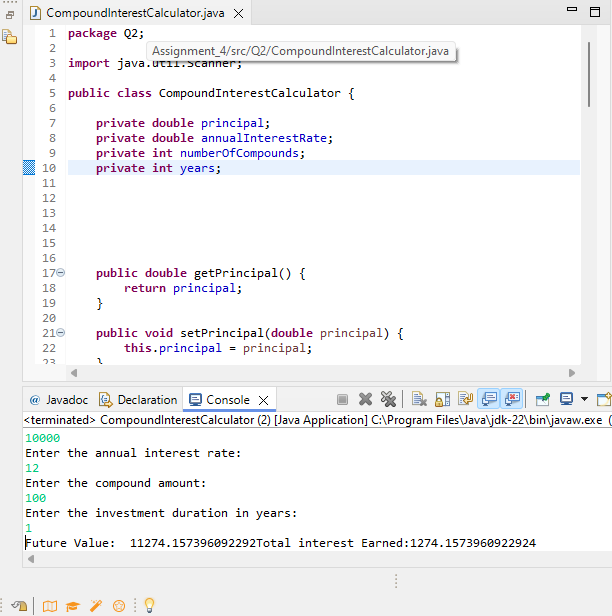 CompoundInterestCalculator.java
1 package Q2;
Assignment_4/src/Q2/CompoundInterestCalculator.java
2
3 import java.util.Scanner;
4
5 public class CompoundInterestCalculator {
6
7 private double principal;
8 private double annualInterestRate;
9 private int numberOfCompounds;
10 private int years;
11
12
13
14
15
16
17 public double getPrincipal() {
18 return principal;
19 }
20
21 public void setPrincipal(double principal) {
22 this.principal = principal;
23 }
@ Javadoc Declaration Console
<terminated> CompoundInterestCalculator (2) [Java Application] C:\Program Files\Java\jdk-22\bin\javaw.exe (
10000
Enter the annual interest rate:
12
Enter the compound amount:
100
Enter the investment duration in years:
1
Future Value:  11274.157396092292Total interest Earned:1274.1573960922924